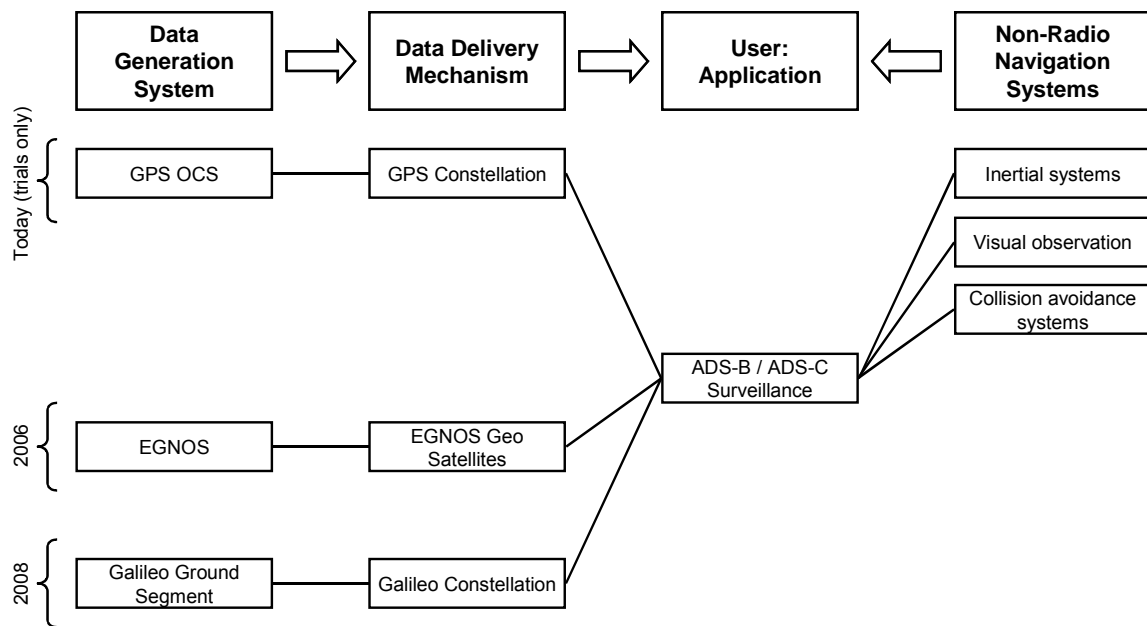 Data
Generation
System
Data Delivery
Mechanism
User:
Application
Non-Radio
Navigation
Systems
Today (trials only)
GPS OCS
GPS Constellation
Inertial systems
Visual observation
Collision avoidance
systems
ADS-B / ADS-C
Surveillance
2006
EGNOS
EGNOS Geo
Satellites
2008
Galileo Ground
Segment
Galileo Constellation